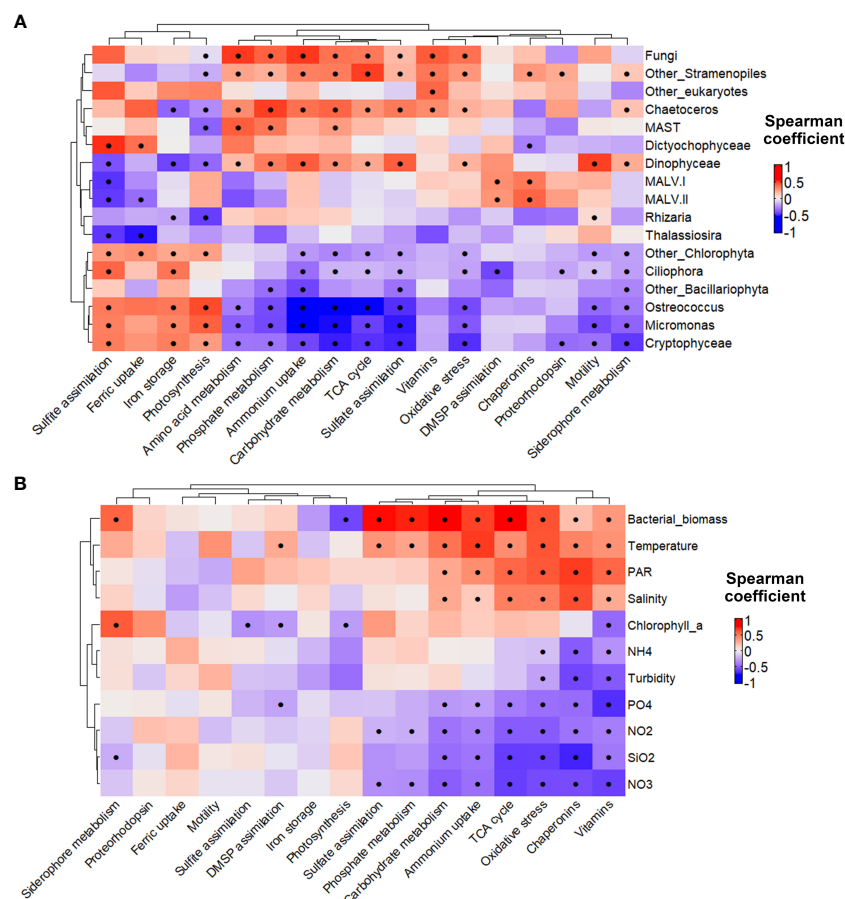 A
Fungi
Other_Stramenopiles
Other_eukaryotes
Chaetoceros
MAST
Dictyochophyceae
Dinophyceae
MALV.I
MALV.II
Rhizaria
Thalassiosira
Other_Chlorophyta
Ciliophora
Other_Bacillariophyta
Ostreococcus
Micromonas
Cryptophyceae
Spearman
coefficient
1
0.5
0
-0.5
-1
Sulfite assimilation
Ferric uptake
Iron storage
Photosynthesis
Amino acid metabolism
Phosphate metabolism
Ammonium uptake
Carbohydrate metabolism
TCA cycle
Sulfate assimilation
Vitamins
Oxidative stress
DMSP assimilation
Chaperonins
Proteorhodopsin
Motility
Siderophore metabolism
B
Bacterial_biomass
Temperature
PAR
Salinity
Chlorophyll_a
NH4
Turbidity
PO4
NO2
SiO2
NO3
Spearman
coefficient
1
0.5
0
-0.5
-1
Siderophore metabolism
Proteorhodopsin
Ferric uptake
Motility
Sulfite assimilation
DMSP assimilation
Iron storage
Photosynthesis
Sulfate assimilation
Phosphate metabolism
Carbohydrate metabolism
Ammonium uptake
TCA cycle
Oxidative stress
Chaperonins
Vitamins